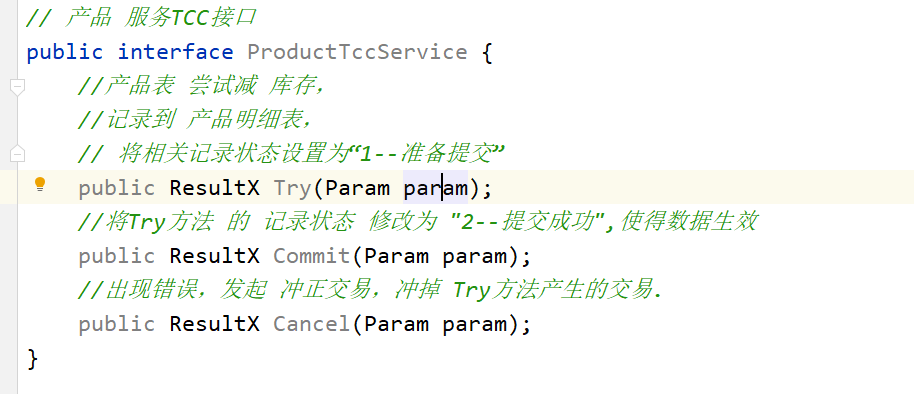 // 产品 服务TCC接口
public interface ProductTccService {
//产品表 尝试减 库存，
//记录到 产品明细表，
// 将相关记录状态设置为“1--准备提交”
public ResultX Try(Param param);
//将Try方法 的 记录状态 修改为 "2--提交成功",使得数据生效
public ResultX Commit(Param param);
//出现错误，发起 冲正交易，冲掉 Try方法产生的交易.
public ResultX Cancel(Param param);
}